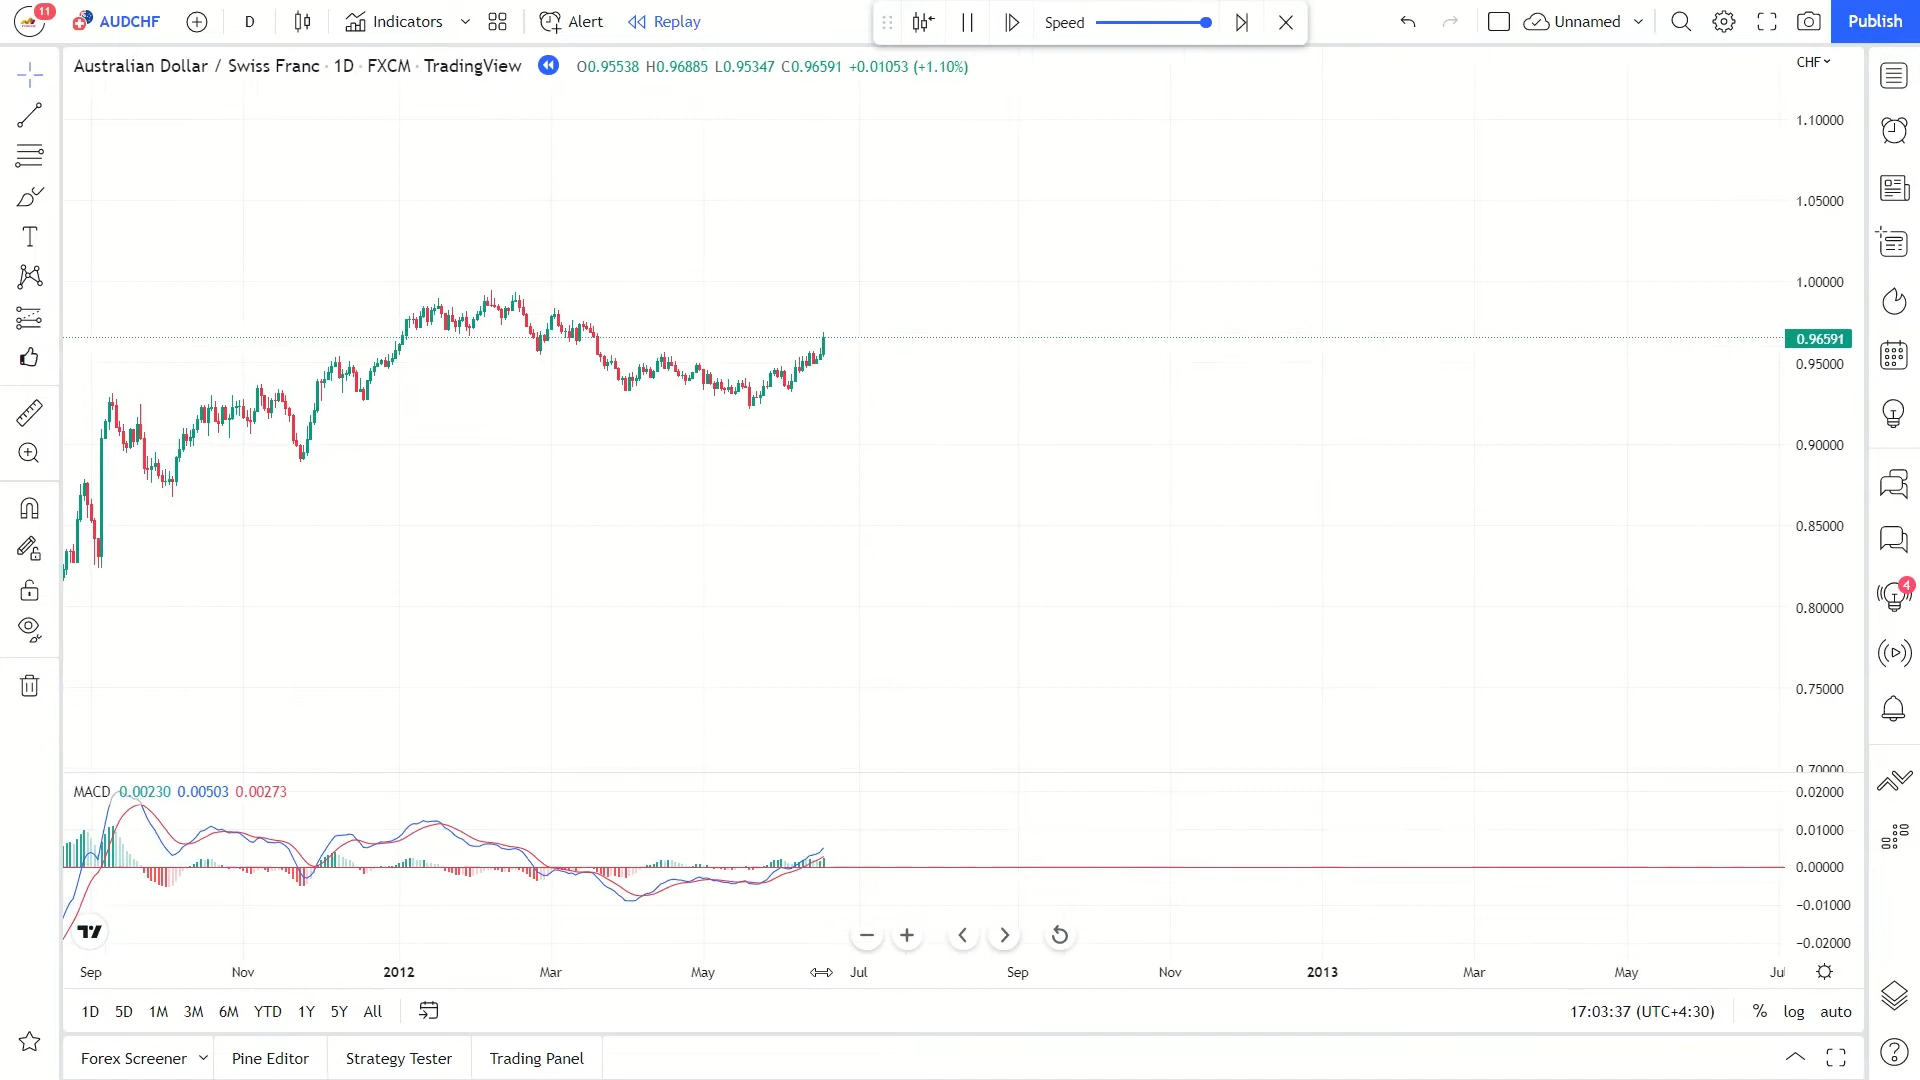 11
AUDCHF
D
Indicators
Alert
Replay
Speed
Unnamed
Publish
Australian Dollar / Swiss Franc · 1D · FXCM · TradingView
O0.95538 H0.96885 L0.95347 C0.96591 +0.01053 (+1.10%)
CHF
1.10000
1.05000
1.00000
0.96591
0.95000
0.90000
0.85000
0.80000
0.75000
0.70000
4
MACD 0.00230 0.00503 0.00273
0.02000
0.01000
0.00000
−0.01000
−0.02000
Sep Nov 2012 Mar May Jul Sep Nov 2013 Mar May Jul
1D 5D 1M 3M 6M YTD 1Y 5Y All
17:03:37 (UTC+4:30) % log auto
Forex Screener Pine Editor Strategy Tester Trading Panel